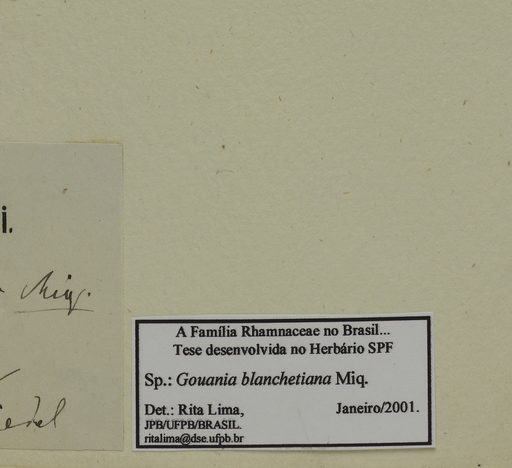 i.
Miq.
A Família Rhamnaceae no Brasil...
Tese desenvolvida no Herbário SPF
Sp.: Gouania blanchetiana Miq.
Det.: Rita Lima, Janeiro/2001.
JPB/UFPB/BRASIL.
ritalima@dse.ufpb.br